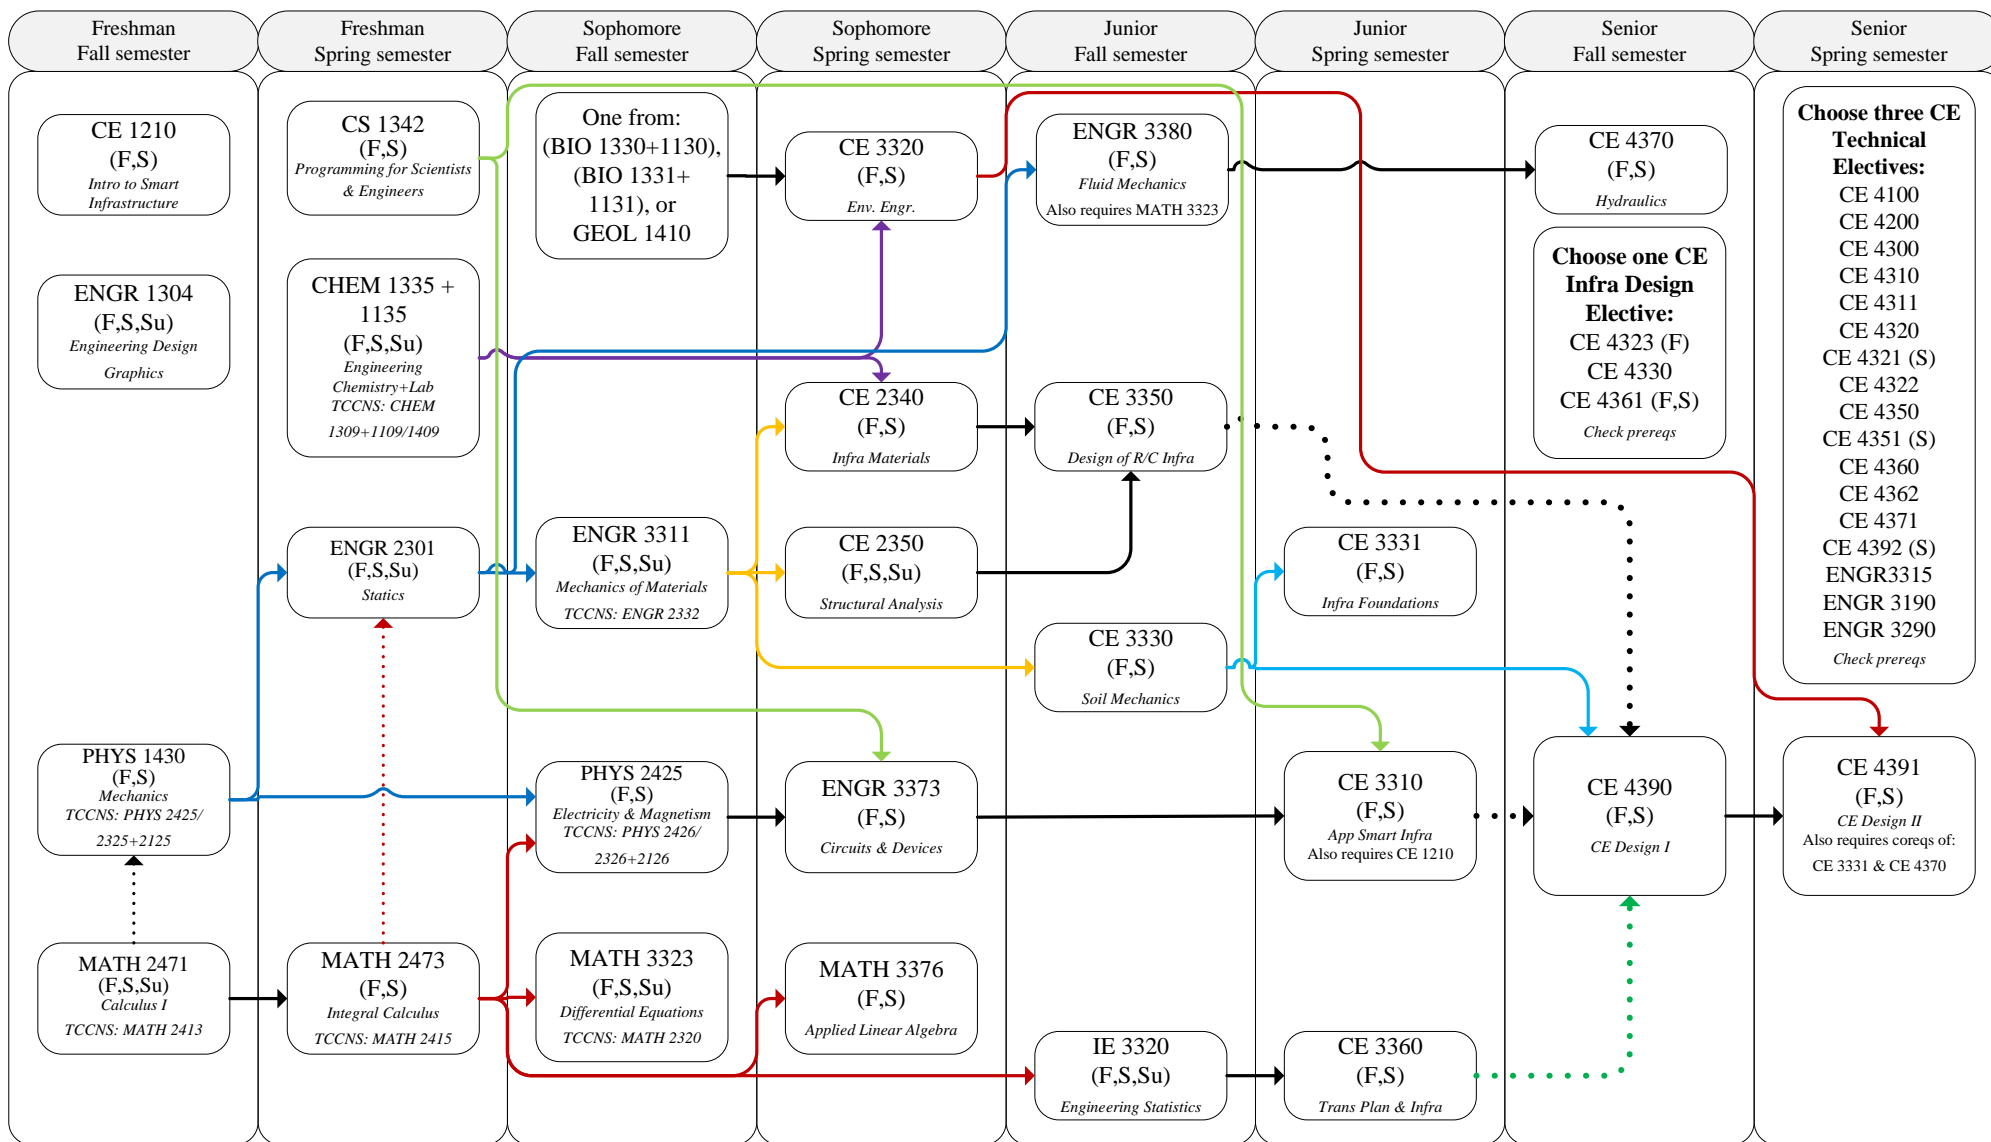 Freshman
Fall semester
Freshman
Spring semester
Sophomore
Fall semester
Sophomore
Spring semester
Junior
Fall semester
Junior
Spring semester
Senior
Fall semester
Senior
Spring semester
CE 1210
(F,S)
Intro to Smart
Infrastructure
ENGR 1304
(F,S,Su)
Engineering Design
Graphics
PHYS 1430
(F,S)
Mechanics
TCCNS: PHYS 2425/
2325+2125
MATH 2471
(F,S,Su)
Calculus I
TCCNS: MATH 2413
CS 1342
(F,S)
Programming for Scientists
& Engineers
CHEM 1335 +
1135
(F,S,Su)
Engineering
Chemistry+Lab
TCCNS: CHEM
1309+1109/1409
ENGR 2301
(F,S,Su)
Statics
MATH 2473
(F,S)
Integral Calculus
TCCNS: MATH 2415
One from:
(BIO 1330+1130),
(BIO 1331+
1131), or
GEOL 1410
ENGR 3311
(F,S,Su)
Mechanics of Materials
TCCNS: ENGR 2332
PHYS 2425
(F,S)
Electricity & Magnetism
TCCNS: PHYS 2426/
2326+2126
MATH 3323
(F,S,Su)
Differential Equations
TCCNS: MATH 2320
CE 3320
(F,S)
Env. Engr.
CE 2340
(F,S)
Infra Materials
CE 2350
(F,S,Su)
Structural Analysis
ENGR 3373
(F,S)
Circuits & Devices
MATH 3376
(F,S)
Applied Linear Algebra
ENGR 3380
(F,S)
Fluid Mechanics
Also requires MATH 3323
CE 3350
(F,S)
Design of R/C Infra
CE 3330
(F,S)
Soil Mechanics
IE 3320
(F,S,Su)
Engineering Statistics
CE 3331
(F,S)
Infra Foundations
CE 3310
(F,S)
App Smart Infra
Also requires CE 1210
CE 3360
(F,S)
Trans Plan & Infra
CE 4370
(F,S)
Hydraulics
Choose one CE
Infra Design
Elective:
CE 4323 (F)
CE 4330
CE 4361 (F,S)
Check prereqs
CE 4390
(F,S)
CE Design I
Choose three CE
Technical
Electives:
CE 4100
CE 4200
CE 4300
CE 4310
CE 4311
CE 4320
CE 4321 (S)
CE 4322
CE 4350
CE 4351 (S)
CE 4360
CE 4362
CE 4371
CE 4392 (S)
ENGR3315
ENGR 3190
ENGR 3290
Check prereqs
CE 4391
(F,S)
CE Design II
Also requires coreqs of:
CE 3331 & CE 4370